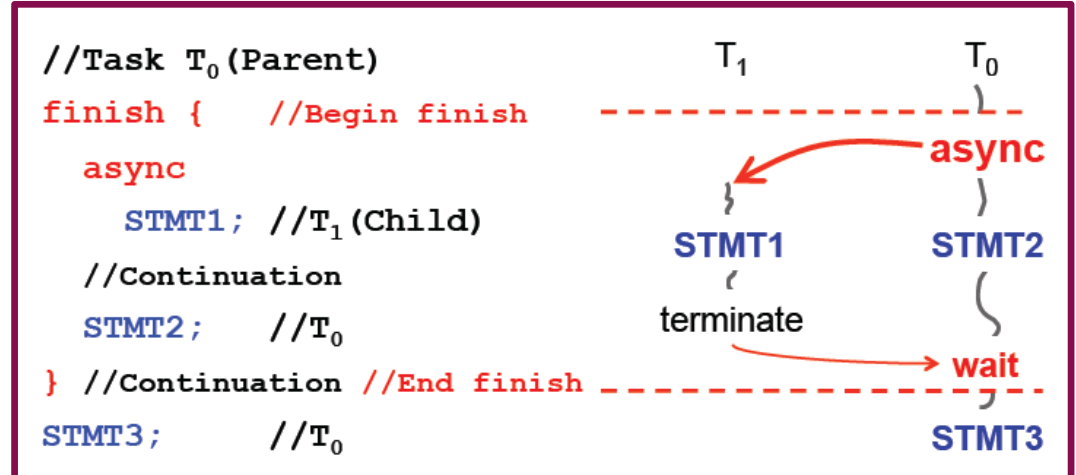 //Task T₀(Parent)
finish {    //Begin finish
  async
    STMT1; //T₁(Child)
  //Continuation
  STMT2;    //T₀
} //Continuation //End finish
STMT3;      //T₀
T₁ T₀
async
STMT1 STMT2
terminate
wait
STMT3